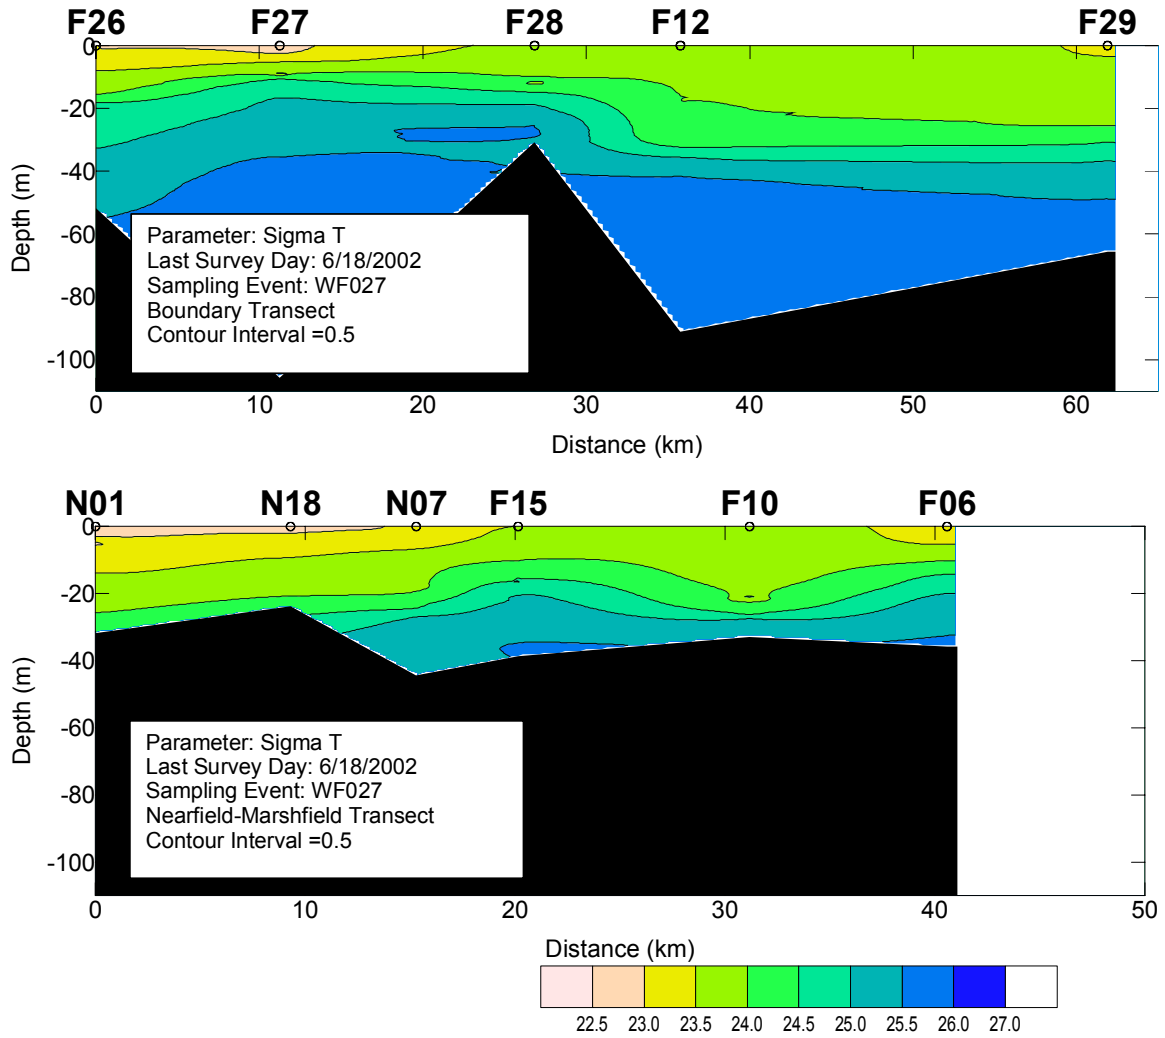 F26 F27 F28 F12 F29
0
-20
-40
-60
-80
-100
Depth (m)
Parameter: Sigma T
Last Survey Day: 6/18/2002
Sampling Event: WF027
Boundary Transect
Contour Interval =0.5
0 10 20 30 40 50 60
Distance (km)
N01 N18 N07 F15 F10 F06
0
-20
-40
-60
-80
-100
Depth (m)
Parameter: Sigma T
Last Survey Day: 6/18/2002
Sampling Event: WF027
Nearfield-Marshfield Transect
Contour Interval =0.5
0 10 20 30 40 50
Distance (km)
22.5 23.0 23.5 24.0 24.5 25.0 25.5 26.0 27.0